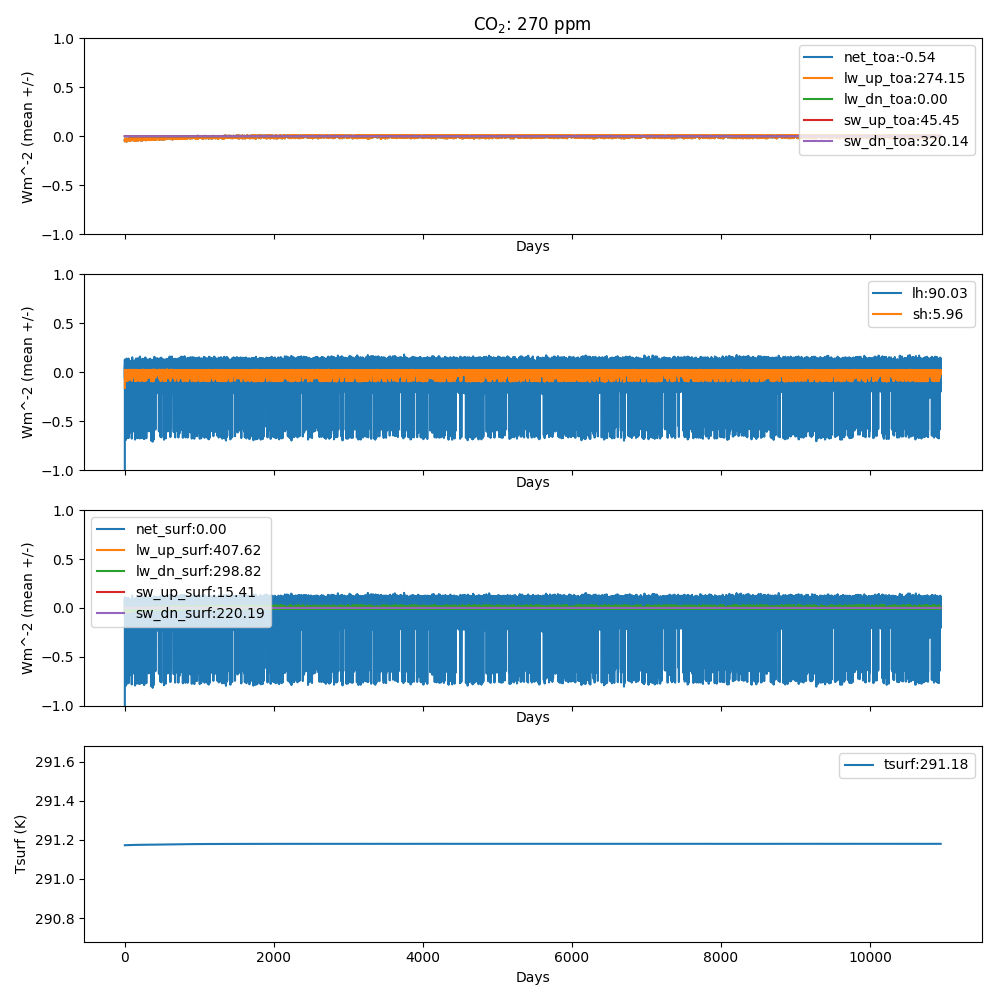 CO₂: 270 ppm
1.0
0.5
0.0
−0.5
−1.0
Wm^-2 (mean +/-)
net_toa:-0.54
lw_up_toa:274.15
lw_dn_toa:0.00
sw_up_toa:45.45
sw_dn_toa:320.14
Days
1.0
0.5
0.0
−0.5
−1.0
Wm^-2 (mean +/-)
lh:90.03
sh:5.96
Days
1.0
0.5
0.0
−0.5
−1.0
Wm^-2 (mean +/-)
net_surf:0.00
lw_up_surf:407.62
lw_dn_surf:298.82
sw_up_surf:15.41
sw_dn_surf:220.19
Days
291.6
291.4
291.2
291.0
290.8
Tsurf (K)
tsurf:291.18
0 2000 4000 6000 8000 10000
Days